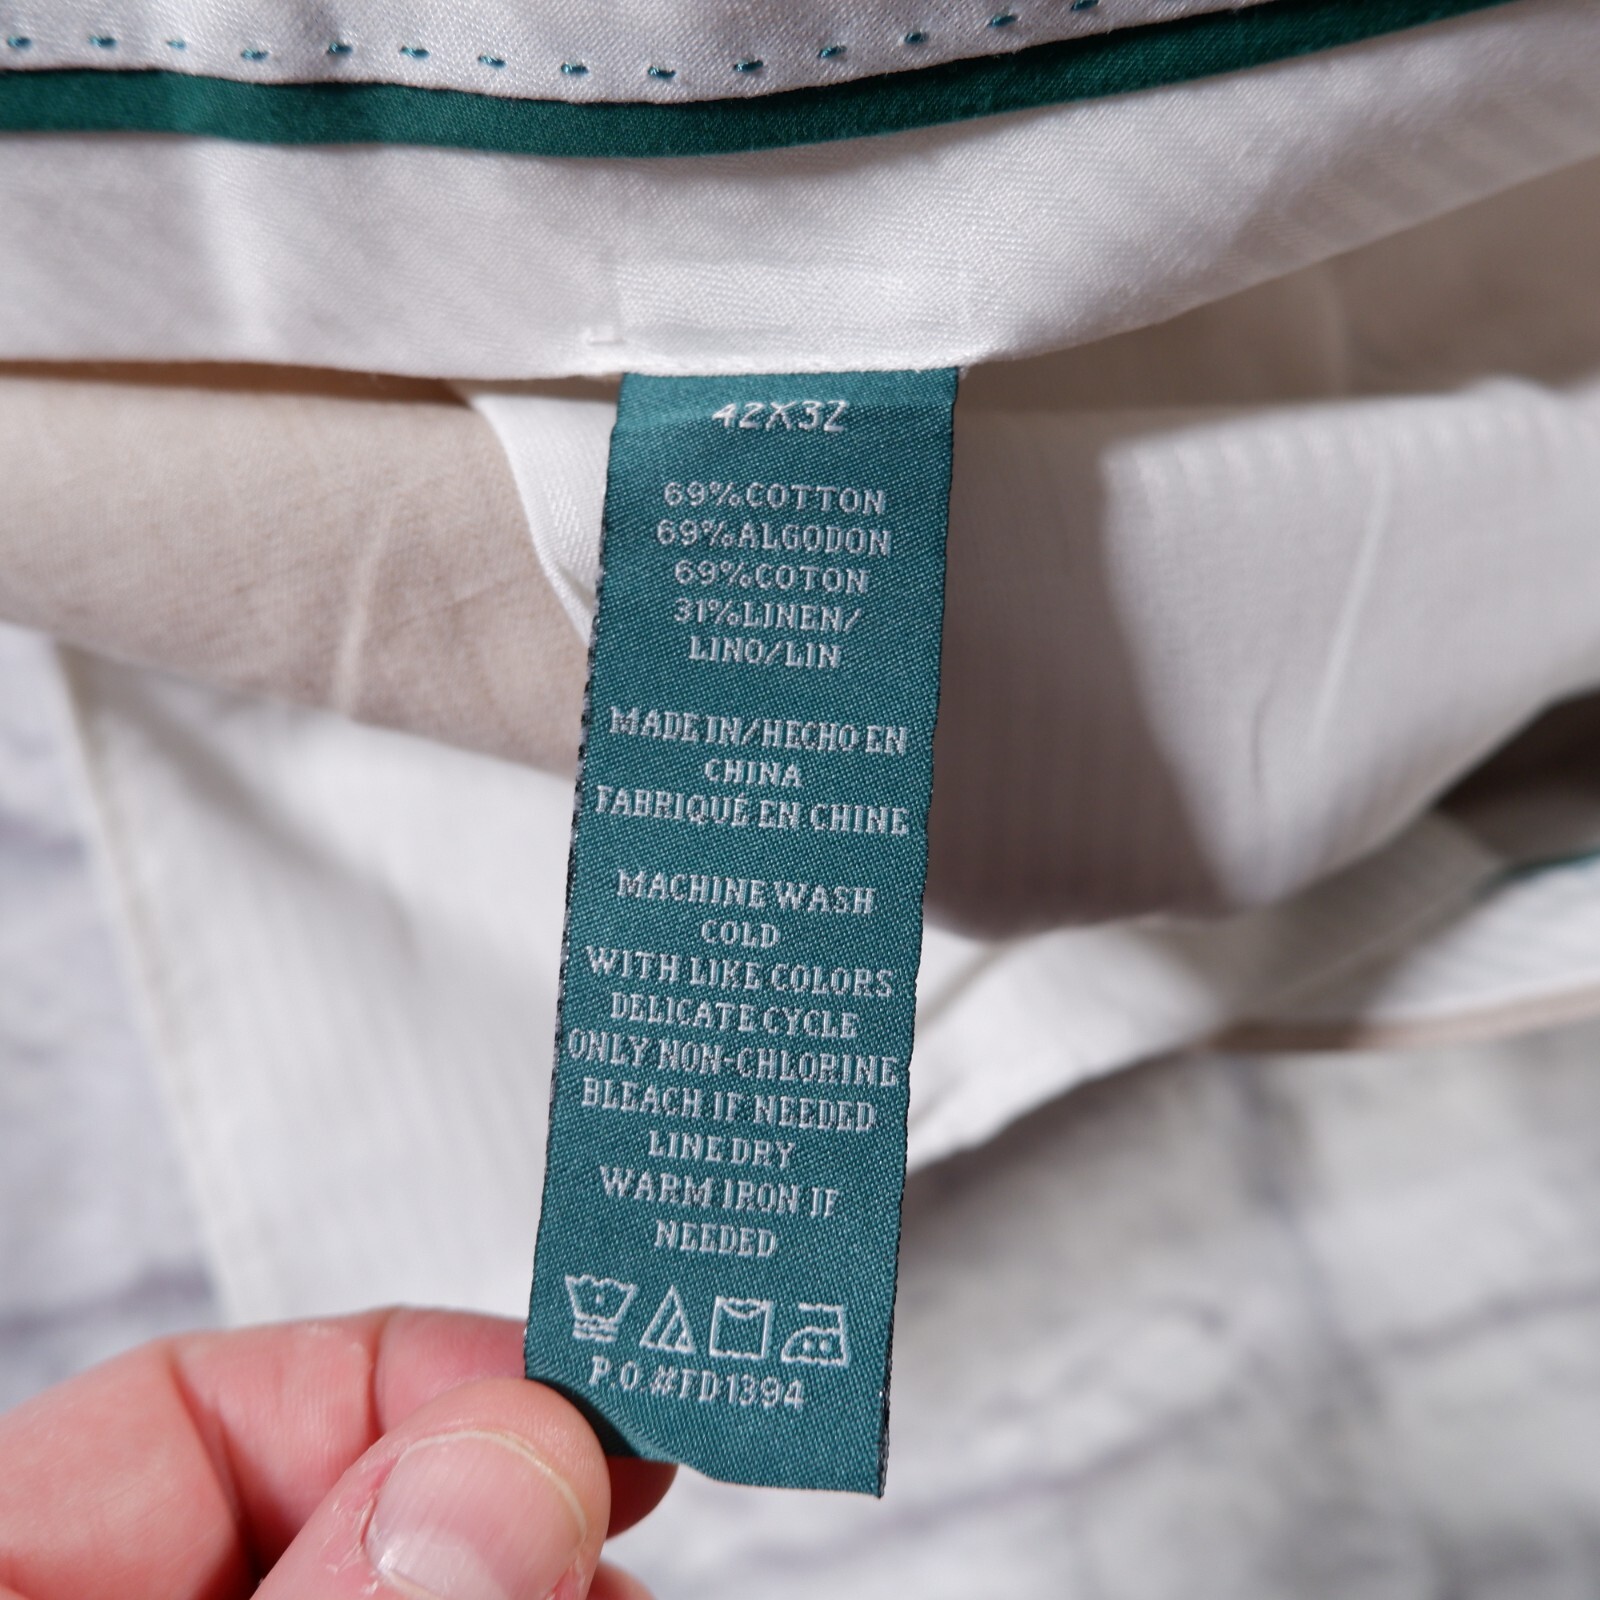 42X32
69%COTTON
69%ALGODON
69%COTON
31%LINEN/
LINO/LIN
MADE IN/HECHO EN
CHINA
FABRIQUÉ EN CHINE
MACHINE WASH
COLD
WITH LIKE COLORS
DELICATE CYCLE
ONLY NON-CHLORINE
BLEACH IF NEEDED
LINE DRY
WARM IRON IF
NEEDED
P O #FD1394